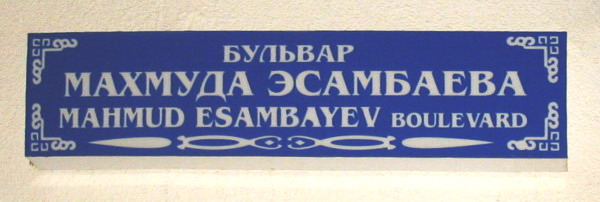 БУЛЬВАР
МАХМУДА ЭСАМБАЕВА
MAHMUD ESAMBAYEV BOULEVARD